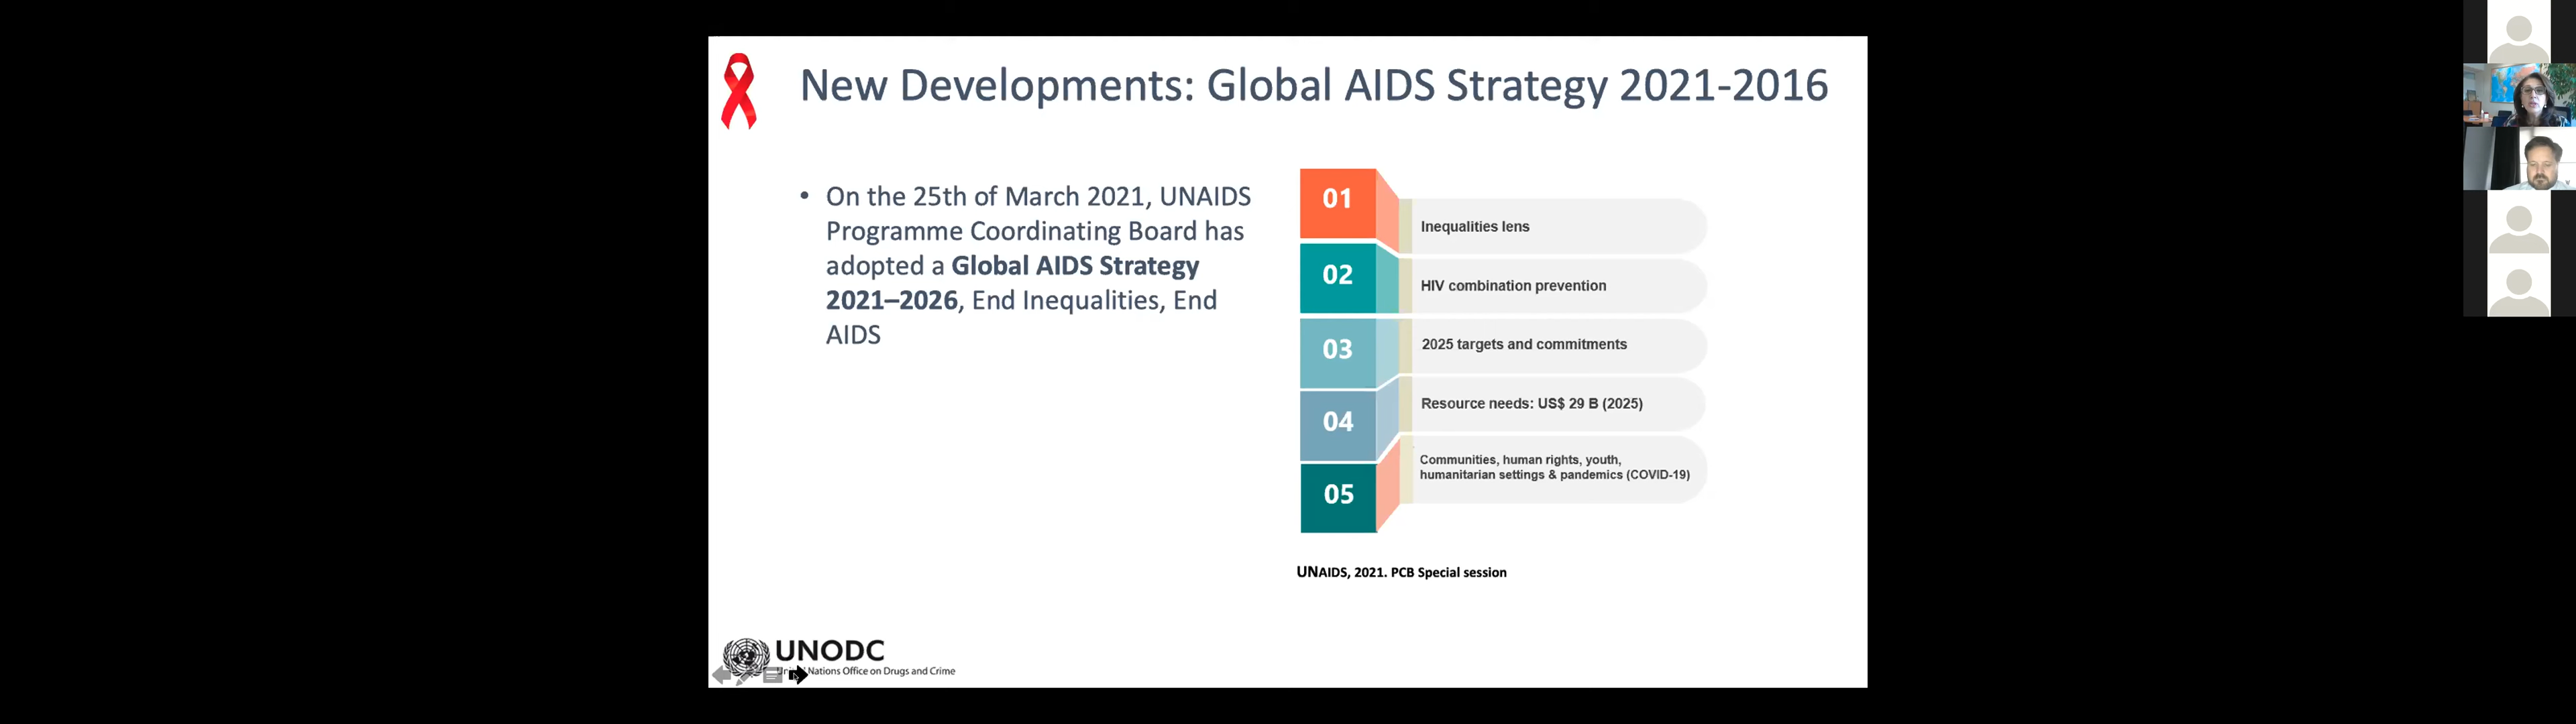 New Developments: Global AIDS Strategy 2021-2016
• On the 25th of March 2021, UNAIDS
Programme Coordinating Board has
adopted a Global AIDS Strategy
2021–2026, End Inequalities, End
AIDS
01
Inequalities lens
02
HIV combination prevention
03
2025 targets and commitments
04
Resource needs: US$ 29 B (2025)
05
Communities, human rights, youth,
humanitarian settings & pandemics (COVID-19)
UNAIDS, 2021. PCB Special session
UNODC
Nations Office on Drugs and Crime